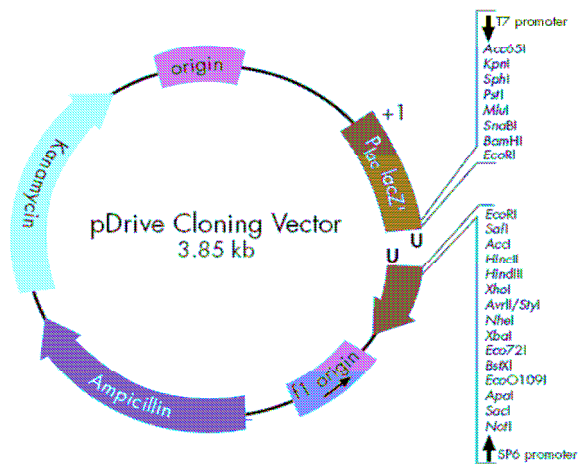 T7 promoter
Acc65I
KpnI
SphI
PstI
MluI
SnaBI
BamHI
EcoRI
origin
+1
Plac lacZ'
Kanamycin
pDrive Cloning Vector
3.85 kb
U
U
EcoRI
SalI
AccI
HincII
HindIII
XhoI
AvrII/StyI
NheI
XbaI
Eco72I
BstXI
EcoO109I
ApaI
SacI
NotI
SP6 promoter
f1 origin
Ampicillin